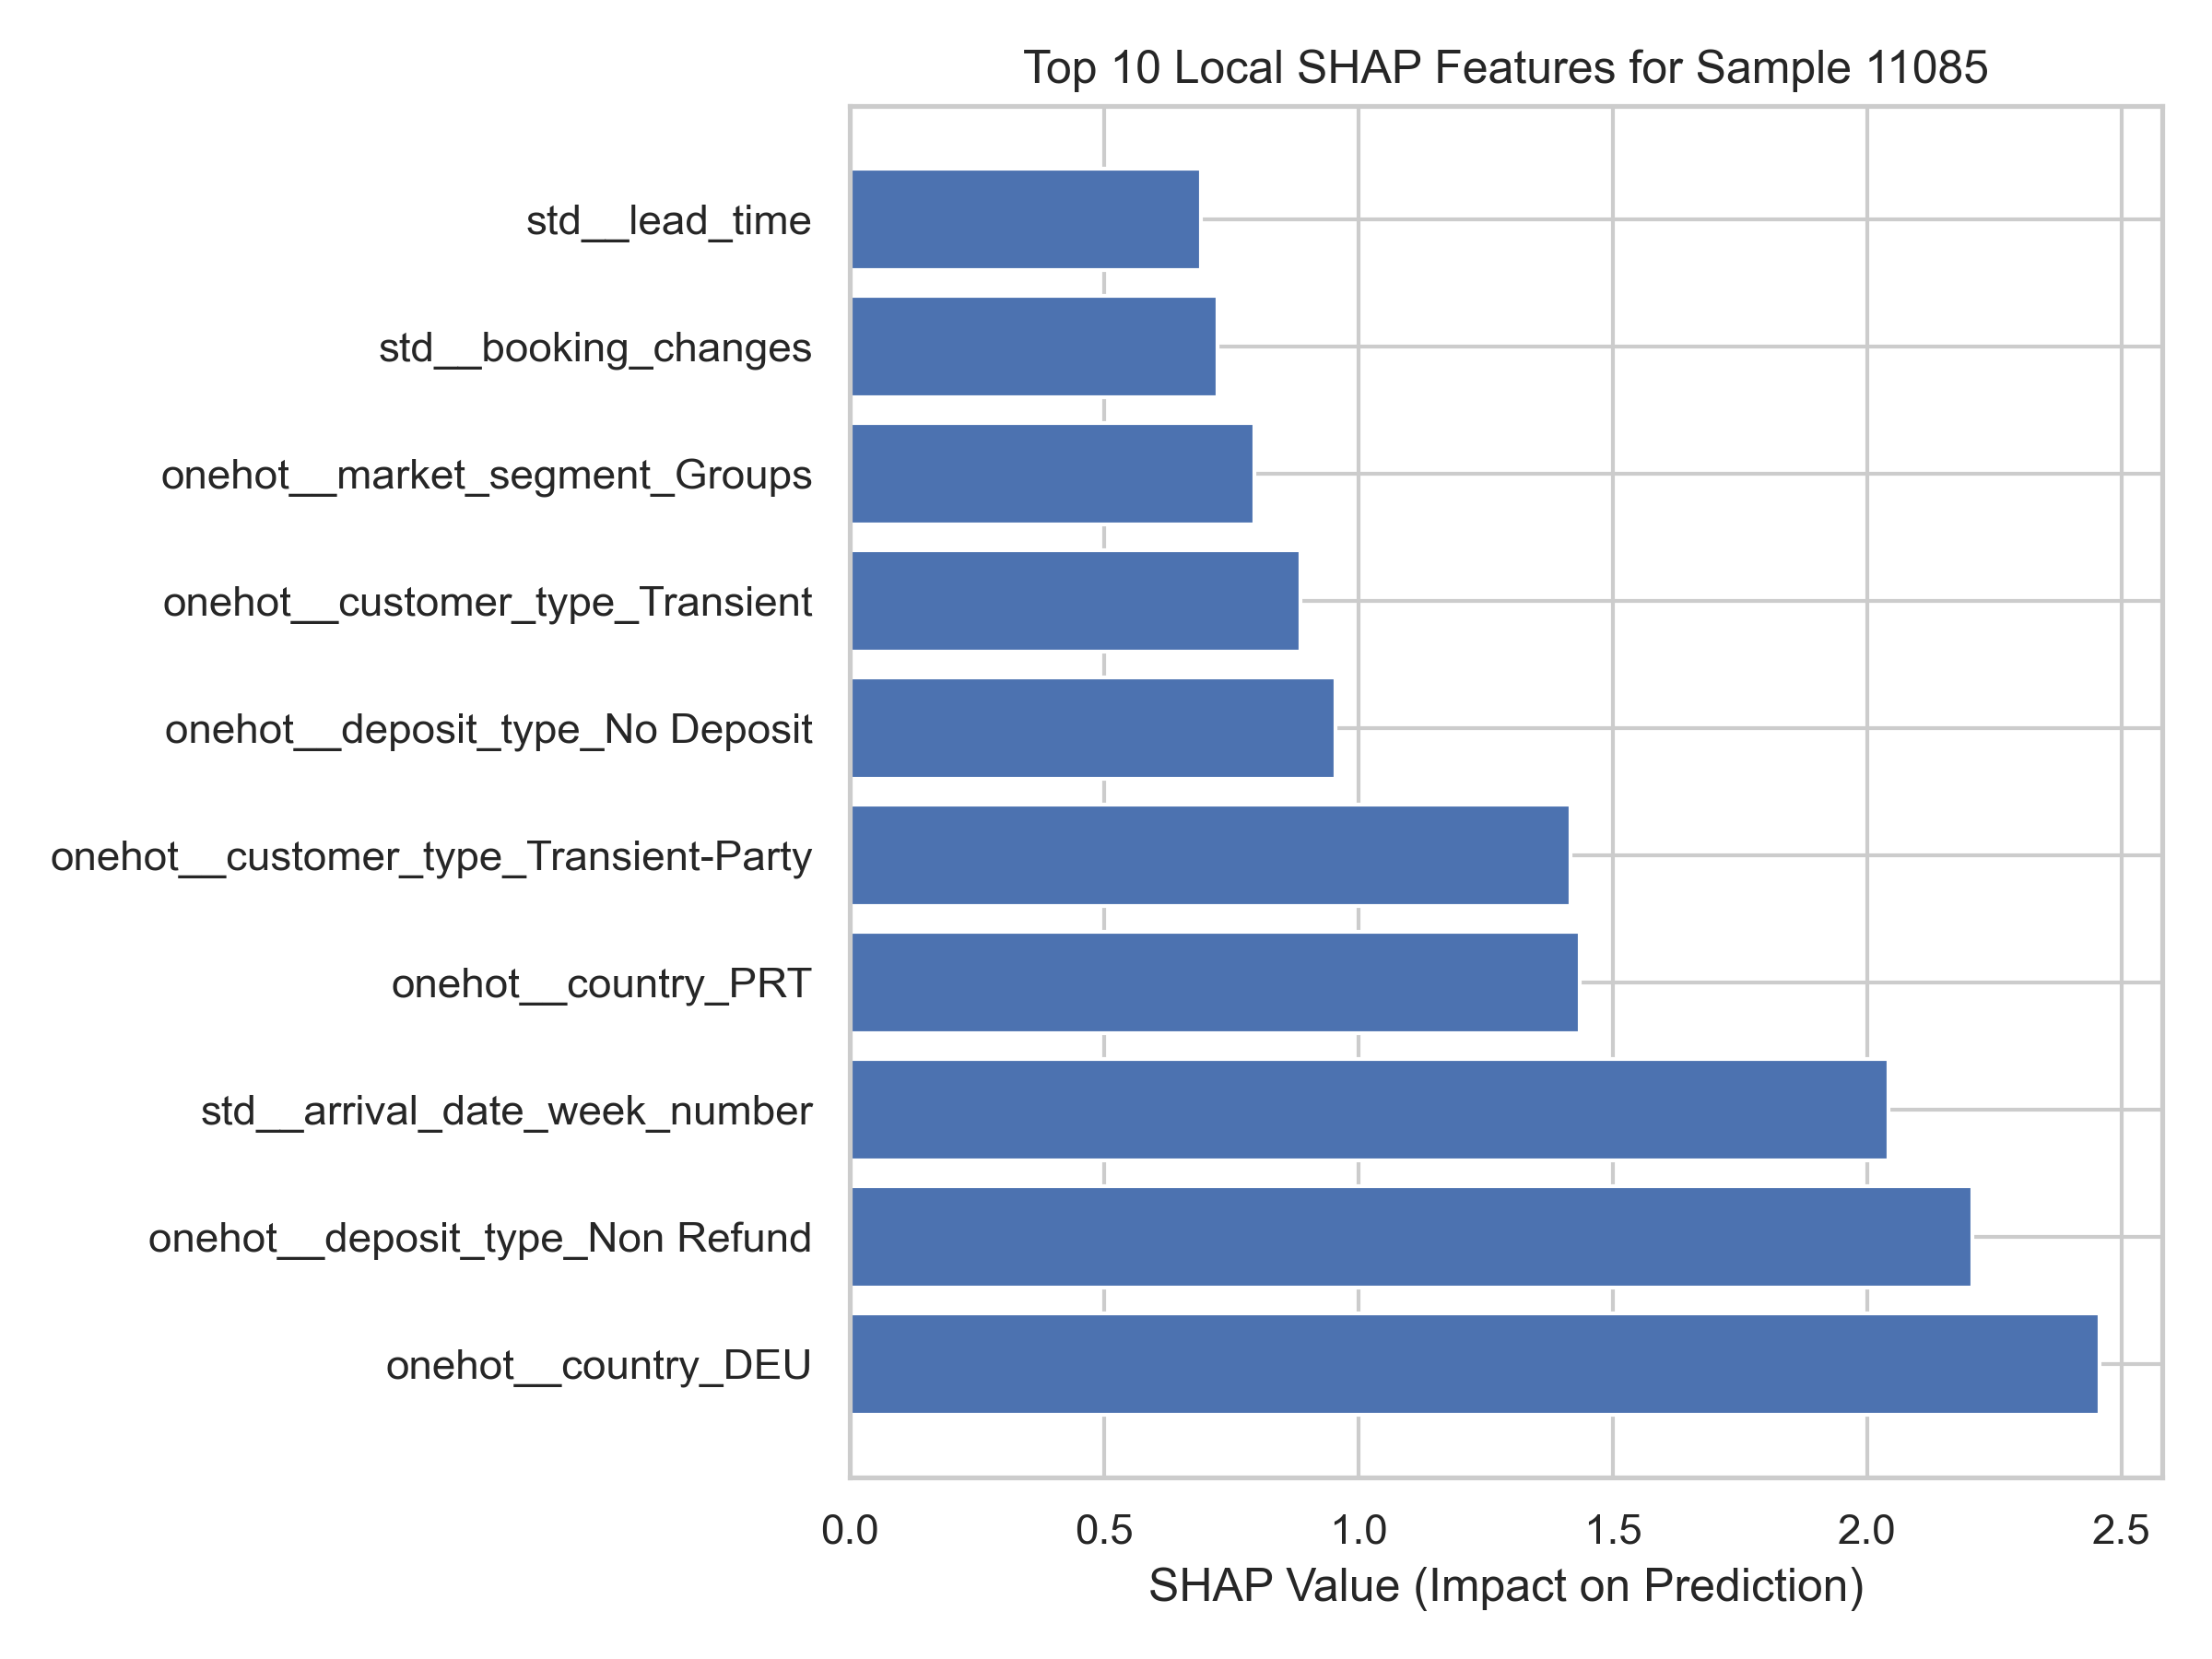 Top 10 Local SHAP Features for Sample 11085
std__lead_time
std__booking_changes
onehot__market_segment_Groups
onehot__customer_type_Transient
onehot__deposit_type_No Deposit
onehot__customer_type_Transient-Party
onehot__country_PRT
std__arrival_date_week_number
onehot__deposit_type_Non Refund
onehot__country_DEU
0.0 0.5 1.0 1.5 2.0 2.5
SHAP Value (Impact on Prediction)